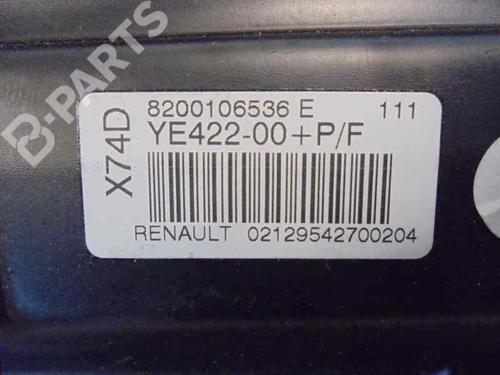 B-PARTS
X74D
8200106536 E 111
YE422-00+P/F
RENAULT 02129542700204